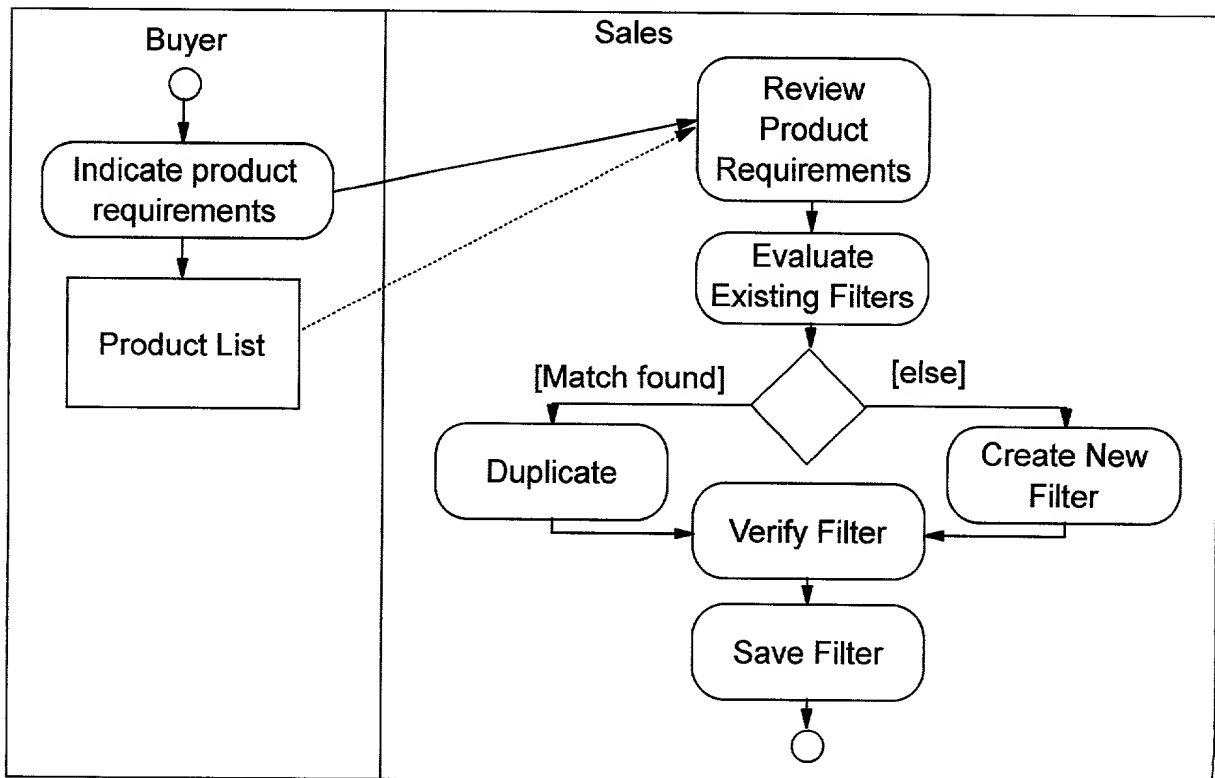 Buyer
Indicate product
requirements
Product List
Sales
Review
Product
Requirements
Evaluate
Existing Filters
[Match found]
[else]
Duplicate
Create New
Filter
Verify Filter
Save Filter